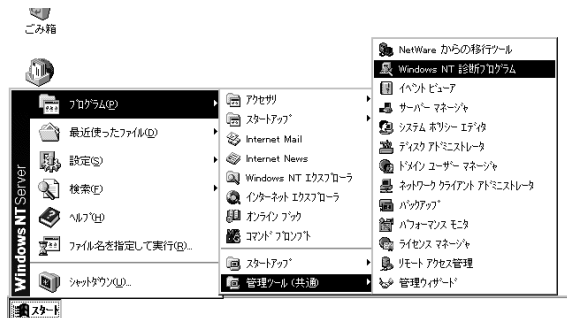 ごみ箱
Windows NT Server
プログラム(P)
最近使ったファイル(D)
設定(S)
検索(F)
ヘルプ(H)
ファイル名を指定して実行(R)...
シャットダウン(U)...
スタート
アクセサリ
スタートアップ
Internet Mail
Internet News
Windows NT エクスプローラ
インターネット エクスプローラ
オンライン ブック
コマンド プロンプト
スタートアップ
管理ツール (共通)
NetWare からの移行ツール
Windows NT 診断プログラム
イベント ビューア
サーバー マネージャ
システム ポリシー エディタ
ディスク アドミニストレータ
ドメイン ユーザー マネージャ
ネットワーク クライアント アドミニストレータ
バックアップ
パフォーマンス モニタ
ライセンス マネージャ
リモート アクセス管理
管理ウィザード